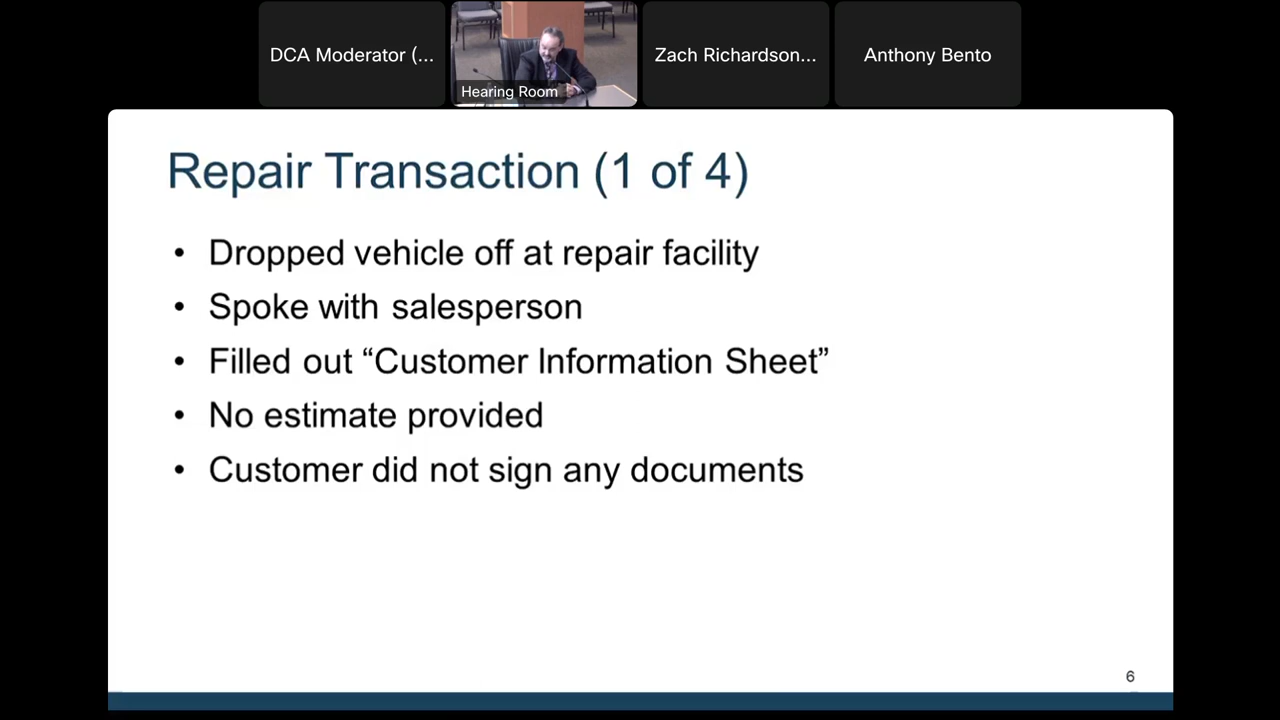 DCA Moderator (...
Hearing Room
Zach Richardson...
Anthony Bento
Repair Transaction (1 of 4)
• Dropped vehicle off at repair facility
• Spoke with salesperson
• Filled out “Customer Information Sheet”
• No estimate provided
• Customer did not sign any documents
6